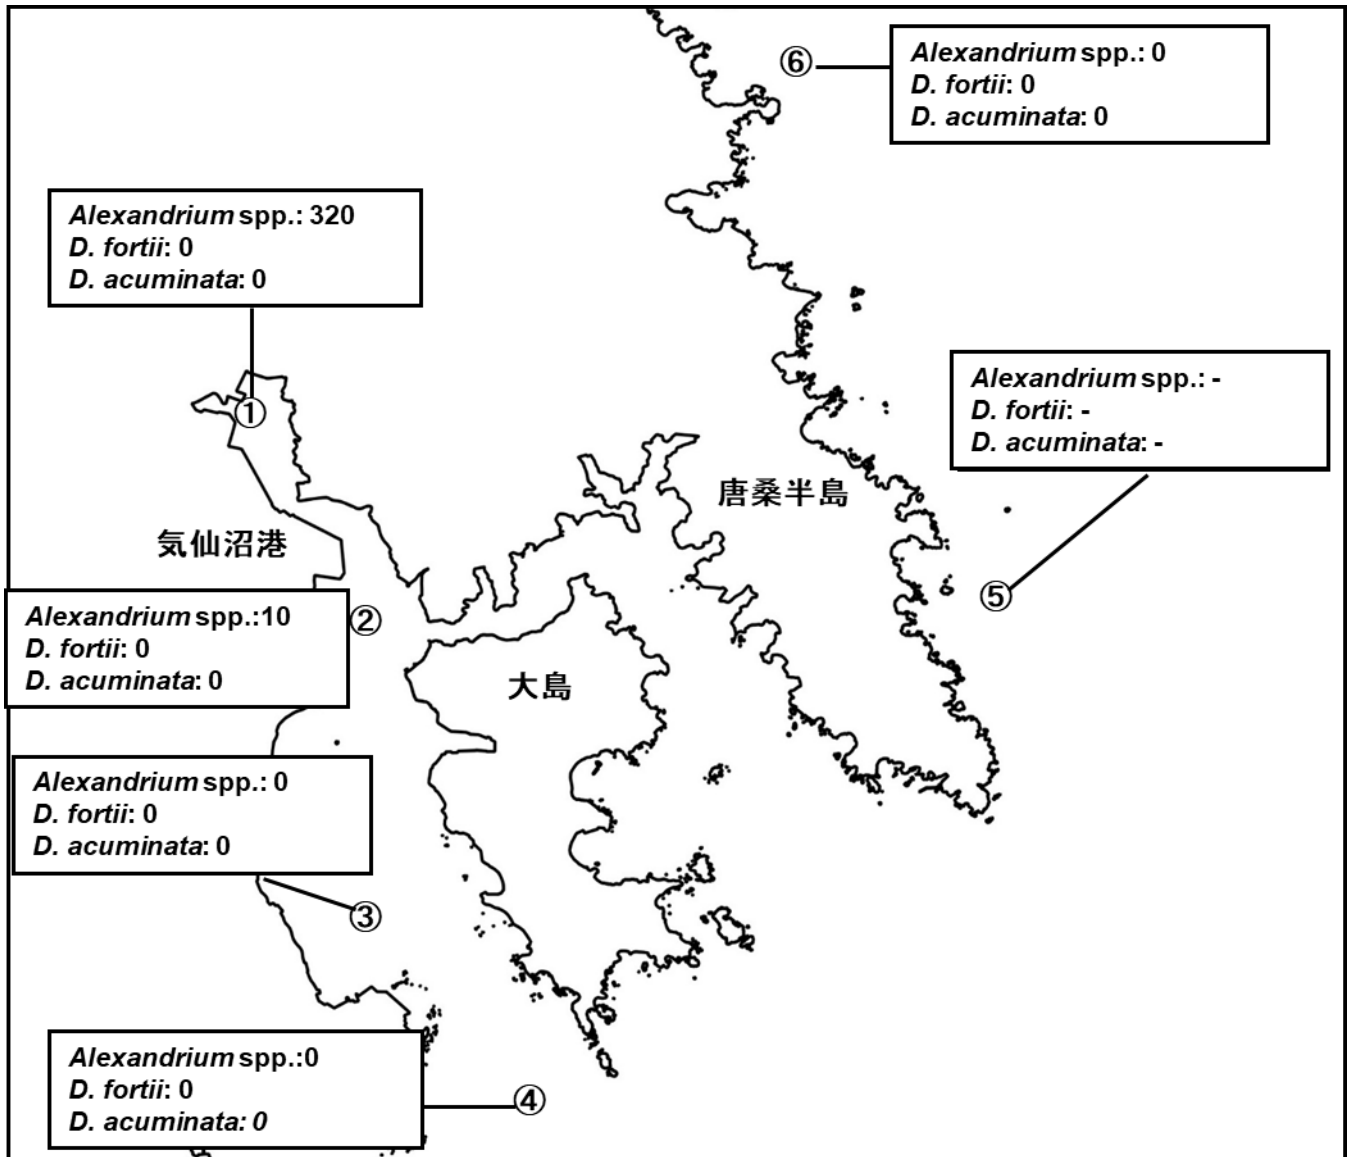 ⑥
Alexandrium spp.: 0
D. fortii: 0
D. acuminata: 0
Alexandrium spp.: 320
D. fortii: 0
D. acuminata: 0
①
Alexandrium spp.: -
D. fortii: -
D. acuminata: -
唐桑半島
気仙沼港
⑤
Alexandrium spp.:10
D. fortii: 0
D. acuminata: 0
②
大島
Alexandrium spp.: 0
D. fortii: 0
D. acuminata: 0
③
Alexandrium spp.:0
D. fortii: 0
D. acuminata: 0
④